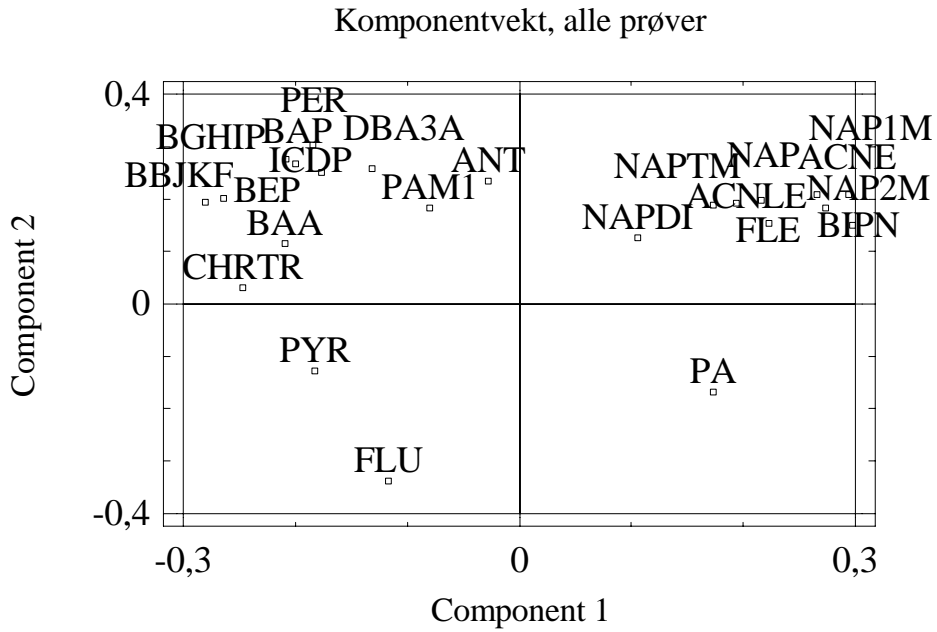 Komponentvekt, alle prøver
Component 2
0,4
0
-0,4
PER
BGHIP
BAP
DBA3A
NAP1M
BBJKF
ICDP
ANT
NAPTM
NAP
ACNE
BEP
PAM1
ACNLE
NAP2M
BAA
NAPDI
FLE
BIPN
CHRTR
PYR
PA
FLU
-0,3
0
0,3
Component 1